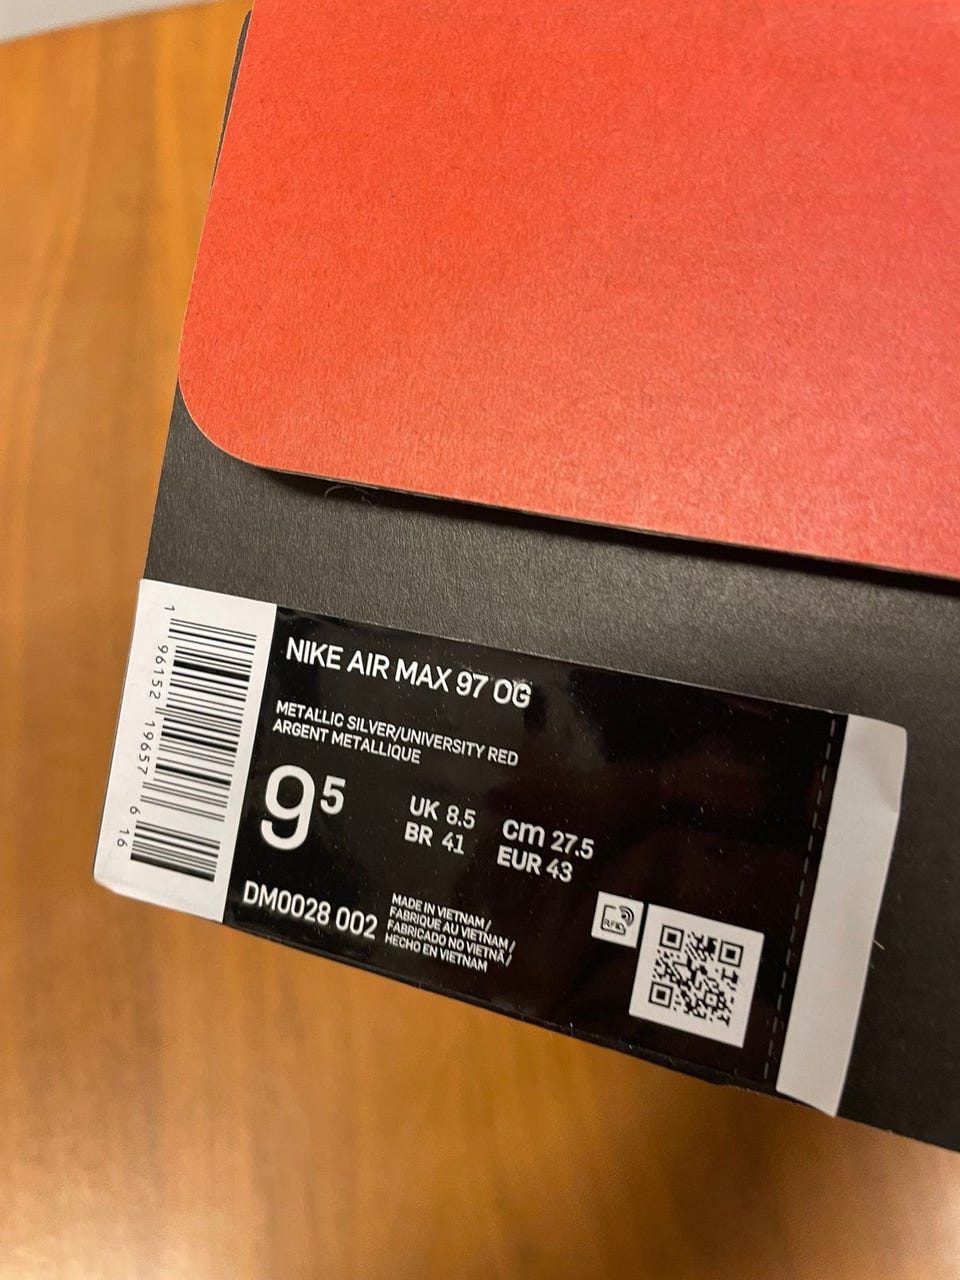 NIKE AIR MAX 97 OG
METALLIC SILVER/UNIVERSITY RED
ARGENT METALLIQUE
9⁵
UK 8.5
BR 41
cm 27.5
EUR 43
DM0028 002
MADE IN VIETNAM/
FABRIQUE AU VIETNAM/
FABRICADO NO VIETNÃ/
HECHO EN VIETNAM
RFID
1 96152 19657 6 16